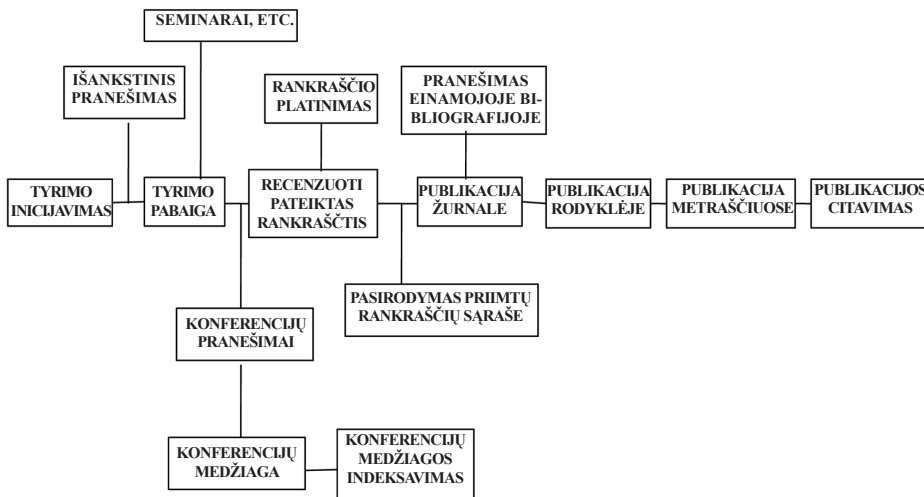 SEMINARAI, ETC.
IŠANKSTINIS
PRANEŠIMAS
RANKRAŠČIO
PLATINIMAS
PRANEŠIMAS
EINAMOJOJE BI-
BLIOGRAFIJOJE
TYRIMO
INICIJAVIMAS
TYRIMO
PABAIGA
RECENZUOTI
PATEIKTAS
RANKRAŠČTIS
PUBLIKACIJA
ŽURNALE
PUBLIKACIJA
RODYKLĖJE
PUBLIKACIJA
METRAŠČIUOSE
PUBLIKACIJOS
CITAVIMAS
KONFERENCIJŲ
PRANEŠIMAI
PASIRODYMAS PRIIMTŲ
RANKRAŠČIŲ SĄRAŠE
KONFERENCIJŲ
MEDŽIAGA
KONFERENCIJŲ
MEDŽIAGOS
INDEKSAVIMAS